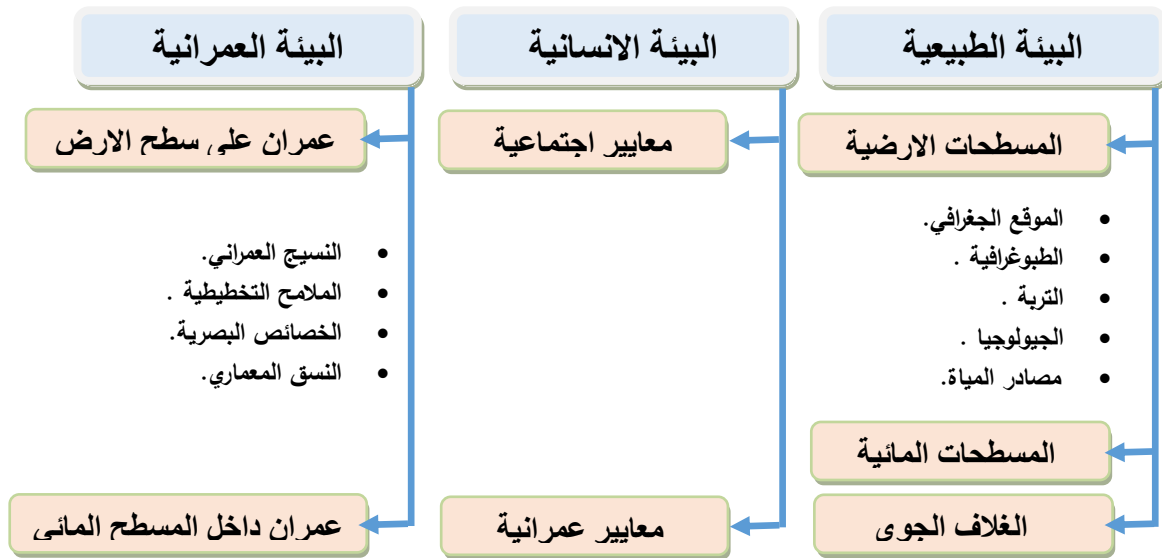 البيئة الطبيعية
المسطحات الارضية
• الموقع الجغرافي.
• الطبوغرافية .
• التربة .
• الجيولوجيا .
• مصادر المياة.
المسطحات المائية
الغلاف الجوى
البيئة الانسانية
معايير اجتماعية
معايير عمرانية
البيئة العمرانية
عمران على سطح الارض
• النسيج العمراني.
• الملامح التخطيطية .
• الخصائص البصرية.
• النسق المعماري.
عمران داخل المسطح المائى